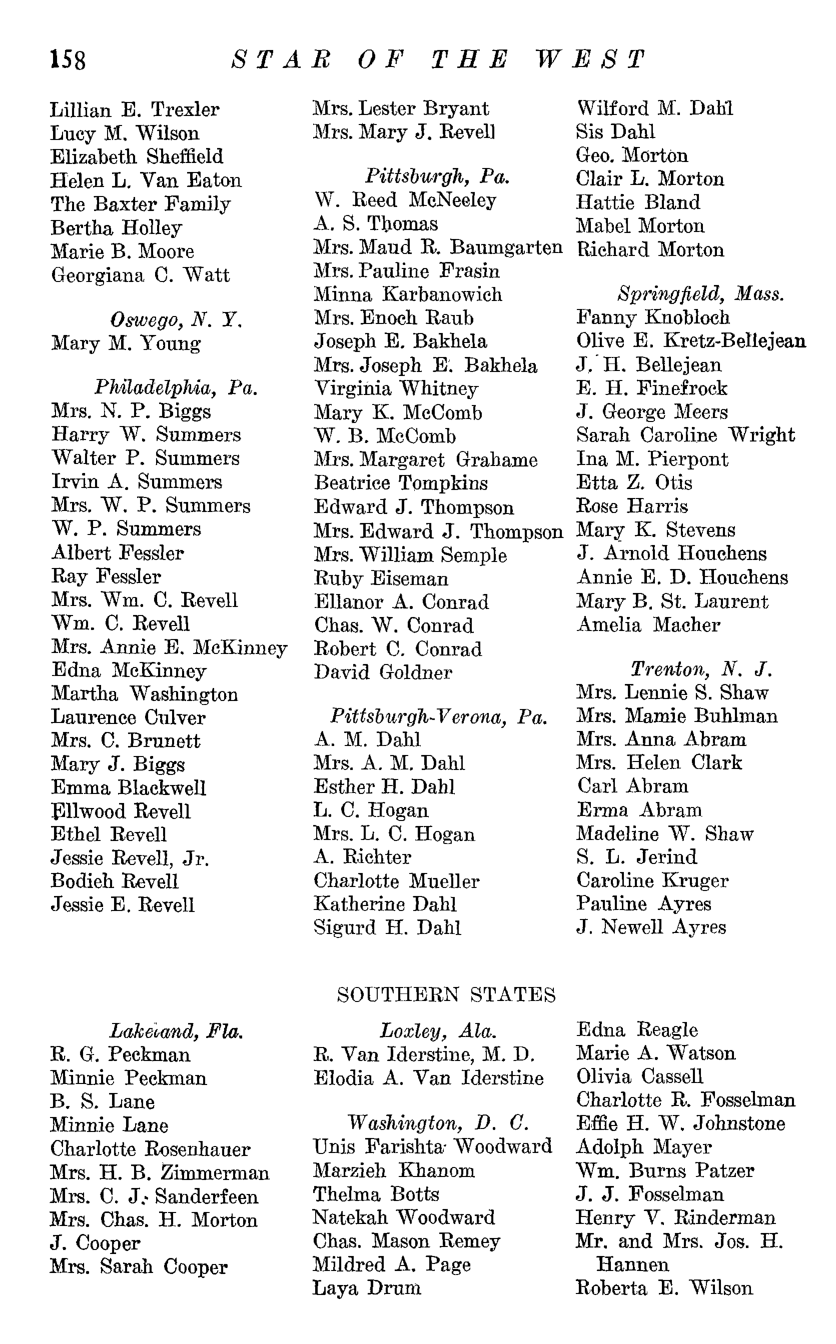 158 STAR OF THE WEST
Lillian E. Trexler
Lucy M. Wilson
Elizabeth Sheffield
Helen L. Van Eaton
The Baxter Family
Bertha Holley
Marie B. Moore
Georgiana C. Watt
Oswego, N. Y.
Mary M. Young
Philadelphia, Pa.
Mrs. N. P. Biggs
Harry W. Summers
Walter P. Summers
Irvin A. Summers
Mrs. W. P. Summers
W. P. Summers
Albert Fessler
Ray Fessler
Mrs. Wm. C. Revell
Wm. C. Revell
Mrs. Annie E. McKinney
Edna McKinney
Martha Washington
Laurence Culver
Mrs. C. Brunett
Mary J. Biggs
Emma Blackwell
Ellwood Revell
Ethel Revell
Jessie Revell, Jr.
Bodieh Revell
Jessie E. Revell
Mrs. Lester Bryant
Mrs. Mary J. Revell
Pittsburgh, Pa.
W. Reed McNeeley
A. S. Thomas
Mrs. Maud R. Baumgarten
Mrs. Pauline Frasin
Minna Karbanowich
Mrs. Enoch Raub
Joseph E. Bakhela
Mrs. Joseph E. Bakhela
Virginia Whitney
Mary K. McComb
W. B. McComb
Mrs. Margaret Grahame
Beatrice Tompkins
Edward J. Thompson
Mrs. Edward J. Thompson
Mrs. William Semple
Ruby Eiseman
Ellanor A. Conrad
Chas. W. Conrad
Robert C. Conrad
David Goldner
Pittsburgh-Verona, Pa.
A. M. Dahl
Mrs. A. M. Dahl
Esther H. Dahl
L. C. Hogan
Mrs. L. C. Hogan
A. Richter
Charlotte Mueller
Katherine Dahl
Sigurd H. Dahl
Wilford M. Dahl
Sis Dahl
Geo. Morton
Clair L. Morton
Hattie Bland
Mabel Morton
Richard Morton
Springfield, Mass.
Fanny Knobloch
Olive E. Kretz-Bellejean
J. H. Bellejean
E. H. Finefrock
J. George Meers
Sarah Caroline Wright
Ina M. Pierpont
Etta Z. Otis
Rose Harris
Mary K. Stevens
J. Arnold Houchens
Annie E. D. Houchens
Mary B. St. Laurent
Amelia Macher
Trenton, N. J.
Mrs. Lennie S. Shaw
Mrs. Mamie Buhlman
Mrs. Anna Abram
Mrs. Helen Clark
Carl Abram
Erma Abram
Madeline W. Shaw
S. L. Jerind
Caroline Kruger
Pauline Ayres
J. Newell Ayres
SOUTHERN STATES
Lakeland, Fla.
R. G. Peckman
Minnie Peckman
B. S. Lane
Minnie Lane
Charlotte Rosenhauer
Mrs. H. B. Zimmerman
Mrs. C. J. Sanderfeen
Mrs. Chas. H. Morton
J. Cooper
Mrs. Sarah Cooper
Loxley, Ala.
R. Van Iderstine, M. D.
Elodia A. Van Iderstine
Washington, D. C.
Unis Farishta Woodward
Marzieh Khanom
Thelma Botts
Natekah Woodward
Chas. Mason Remey
Mildred A. Page
Laya Drum
Edna Reagle
Marie A. Watson
Olivia Cassell
Charlotte R. Fosselman
Effie H. W. Johnstone
Adolph Mayer
Wm. Burns Patzer
J. J. Fosselman
Henry V. Rinderman
Mr. and Mrs. Jos. H.
Hannen
Roberta E. Wilson